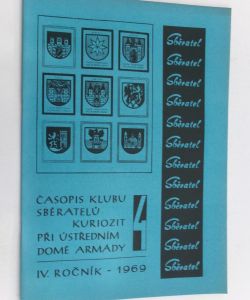 Sběratel
Sběratel
Sběratel
Sběratel
Sběratel
Sběratel
Sběratel
Sběratel
Sběratel
Sběratel
Sběratel
ČASOPIS KLUBU
SBĚRATELŮ
KURIOZIT
PŘI ÚSTŘEDNÍM
DOMĚ ARMÁDY
4
IV. ROČNÍK - 1969